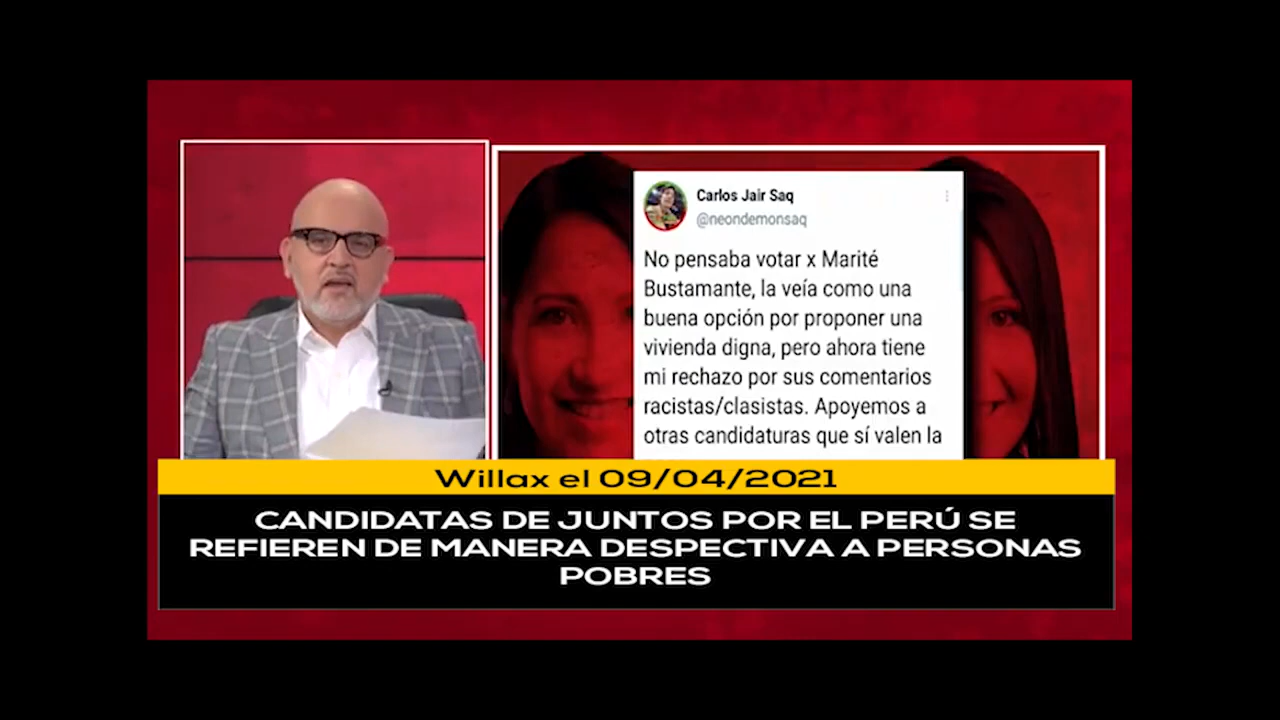 Carlos Jair Saq
@neondemonsaq
No pensaba votar x Marité
Bustamante, la veía como una
buena opción por proponer una
vivienda digna, pero ahora tiene
mi rechazo por sus comentarios
racistas/clasistas. Apoyemos a
otras candidaturas que sí valen la
Willax el 09/04/2021
CANDIDATAS DE JUNTOS POR EL PERÚ SE
REFIEREN DE MANERA DESPECTIVA A PERSONAS
POBRES